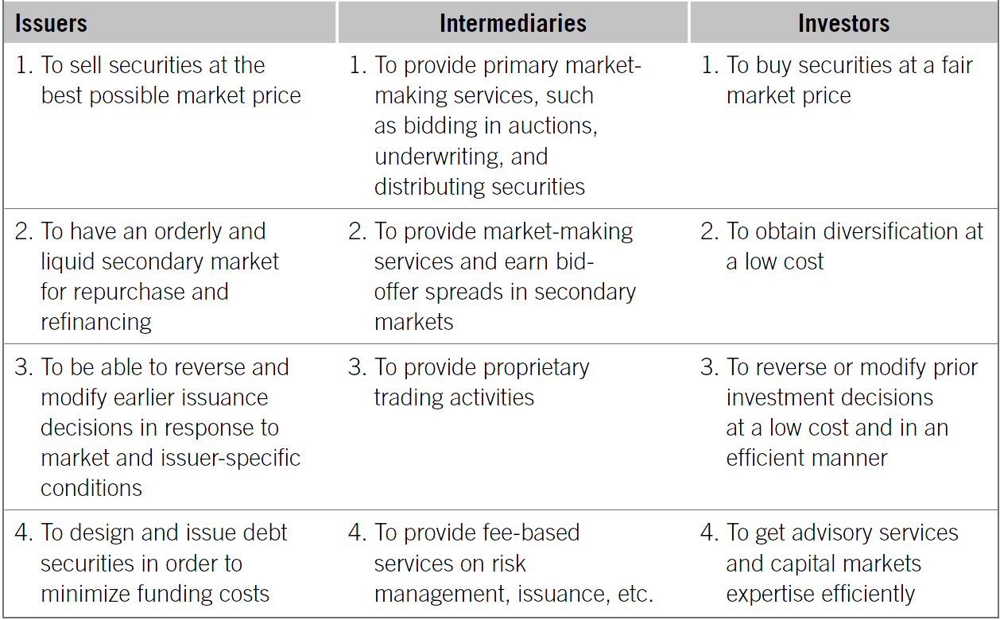 Issuers Intermediaries Investors
1. To sell securities at the
best possible market price
1. To provide primary market-
making services, such
as bidding in auctions,
underwriting, and
distributing securities
1. To buy securities at a fair
market price
2. To have an orderly and
liquid secondary market
for repurchase and
refinancing
2. To provide market-making
services and earn bid-
offer spreads in secondary
markets
2. To obtain diversification at
a low cost
3. To be able to reverse and
modify earlier issuance
decisions in response to
market and issuer-specific
conditions
3. To provide proprietary
trading activities
3. To reverse or modify prior
investment decisions
at a low cost and in an
efficient manner
4. To design and issue debt
securities in order to
minimize funding costs
4. To provide fee-based
services on risk
management, issuance, etc.
4. To get advisory services
and capital markets
expertise efficiently